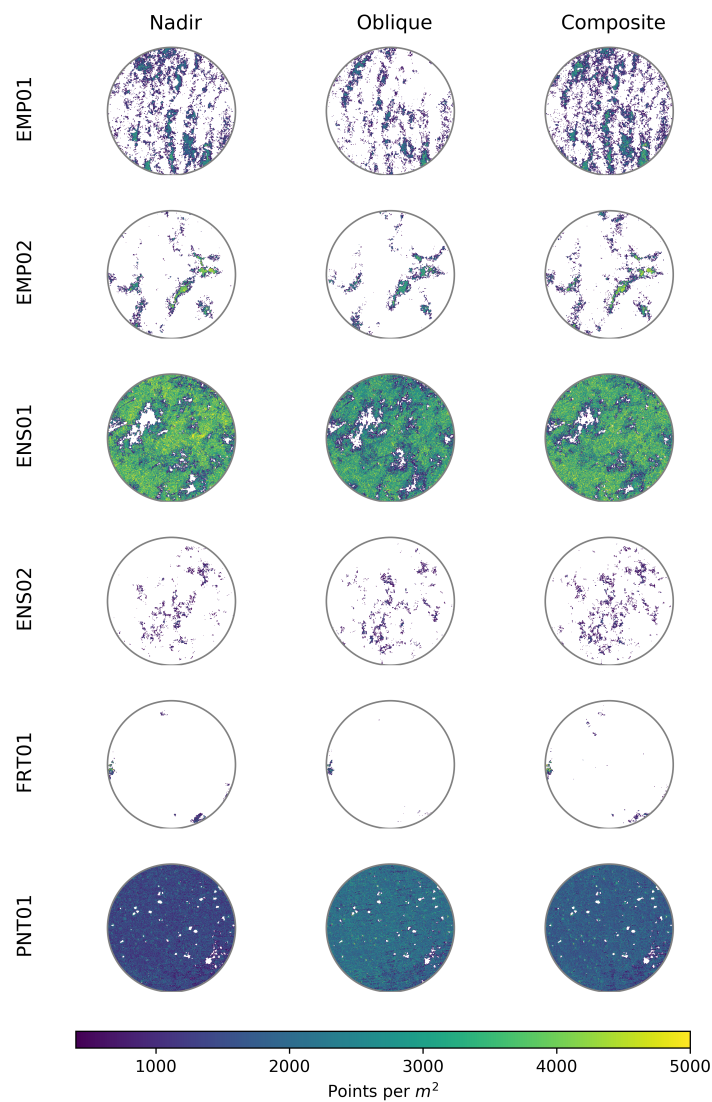 Nadir Oblique Composite
EMP01
EMP02
ENS01
ENS02
FRT01
PNT01
1000 2000 3000 4000 5000
Points per m²